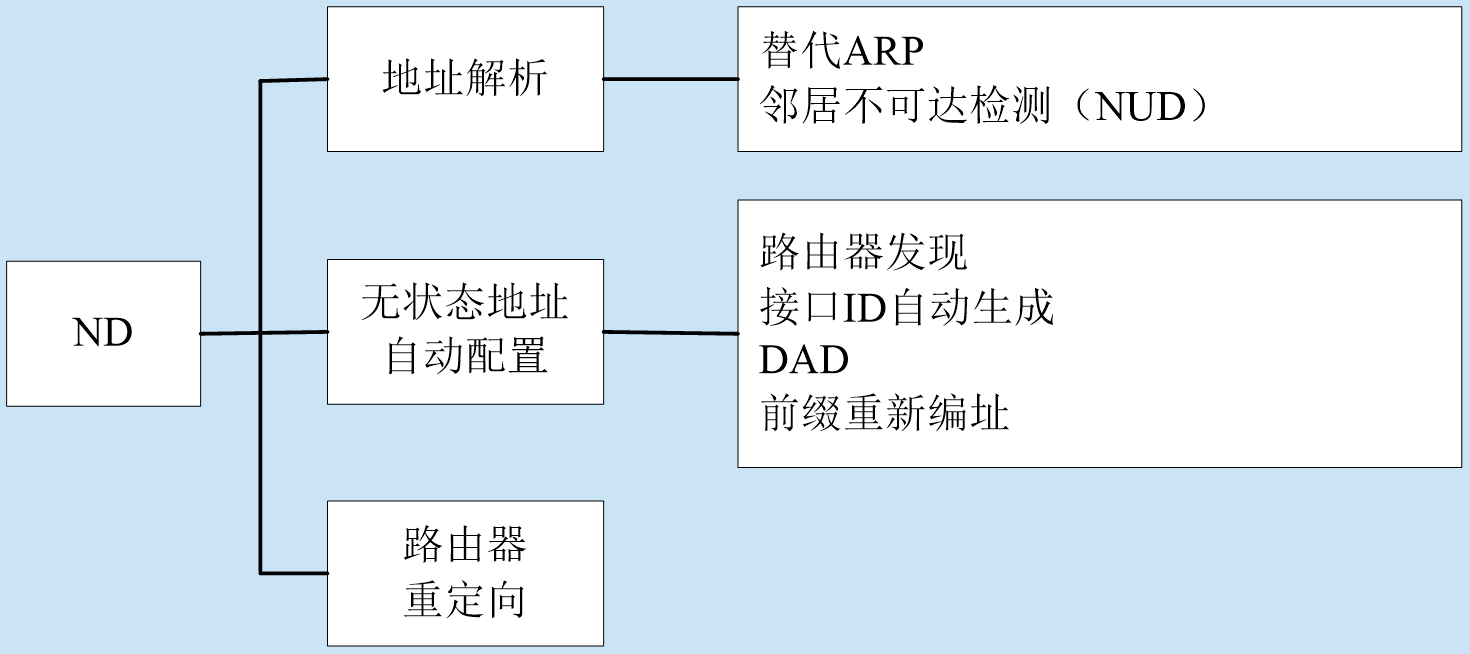 ND
地址解析
替代ARP
邻居不可达检测（NUD）
无状态地址
自动配置
路由器发现
接口ID自动生成
DAD
前缀重新编址
路由器
重定向